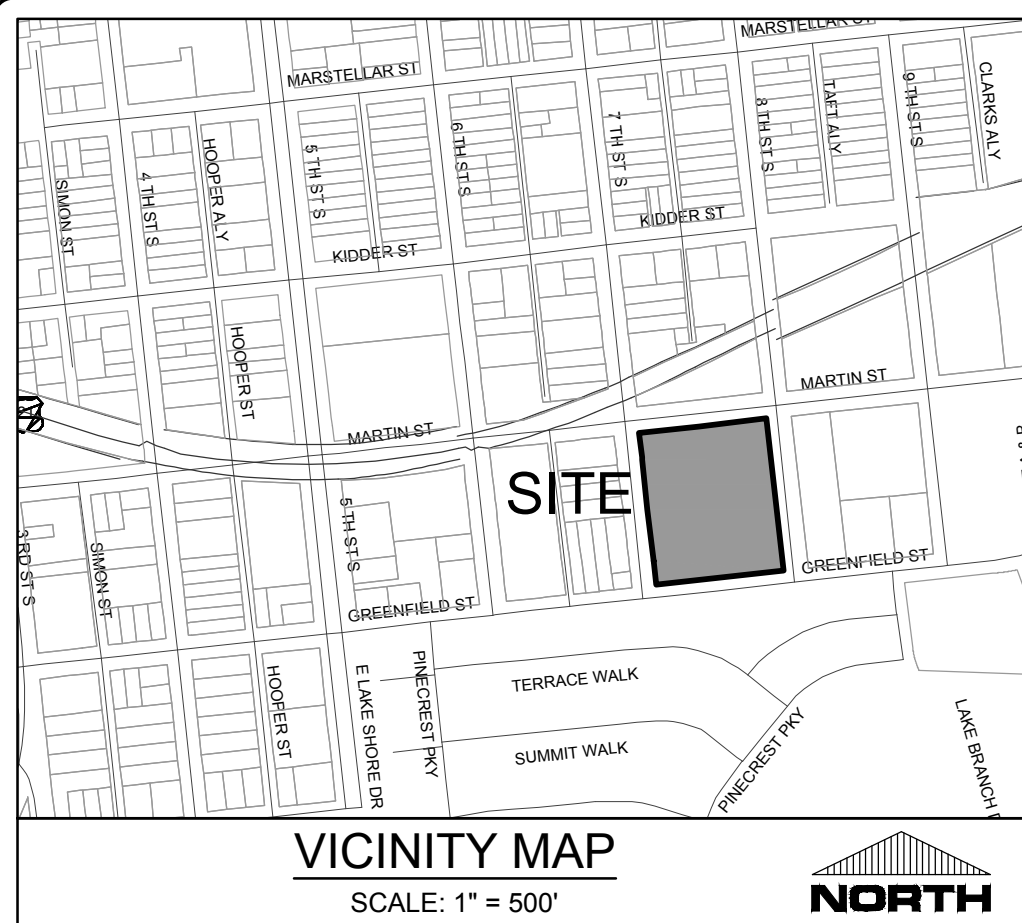 MARSTELLAR ST
MARSTELLAR ST
CLARKS ALY
9 TH ST S
TAFT ALY
8 TH ST S
7 TH ST S
6 TH ST S
5 TH ST S
HOOPER ALY
4 TH ST S
SIMON ST
KIDDER ST
KIDDER ST
HOOPER ST
MARTIN ST
MARTIN ST
SITE
5 TH ST S
3 RD ST S
SIMON ST
GREENFIELD ST
GREENFIELD ST
HOOPER ST
E LAKE SHORE DR
PINECREST PKY
TERRACE WALK
SUMMIT WALK
PINECREST PKY
LAKE BRANCH
VICINITY MAP
SCALE: 1" = 500'
NORTH